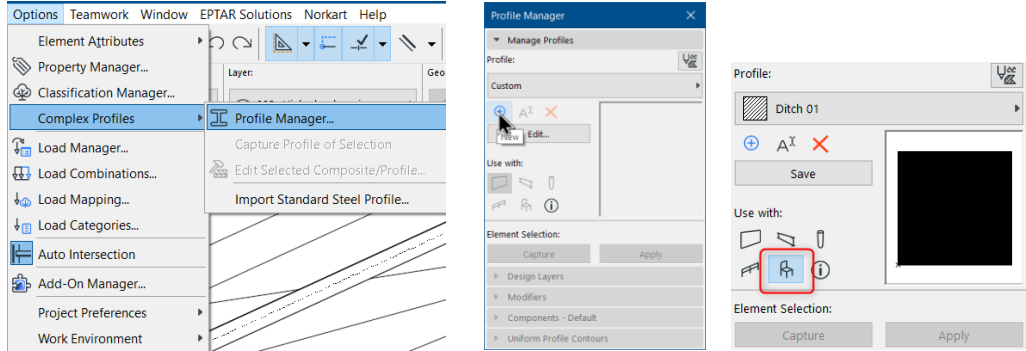 Options Teamwork Window EPTAR Solutions Norkart Help
Element Attributes
Property Manager...
Classification Manager...
Complex Profiles
Load Manager...
Load Combinations...
Load Mapping...
Load Categories...
Auto Intersection
Add-On Manager...
Project Preferences
Work Environment
Layer:
Geo
Profile Manager...
Capture Profile of Selection
Edit Selected Composite/Profile...
Import Standard Steel Profile...
Profile Manager
Manage Profiles
Profile:
Custom
New
Edit...
Use with:
Element Selection:
Capture Apply
Design Layers
Modifiers
Components - Default
Uniform Profile Contours
Profile:
Ditch 01
Save
Use with:
Element Selection:
Capture Apply